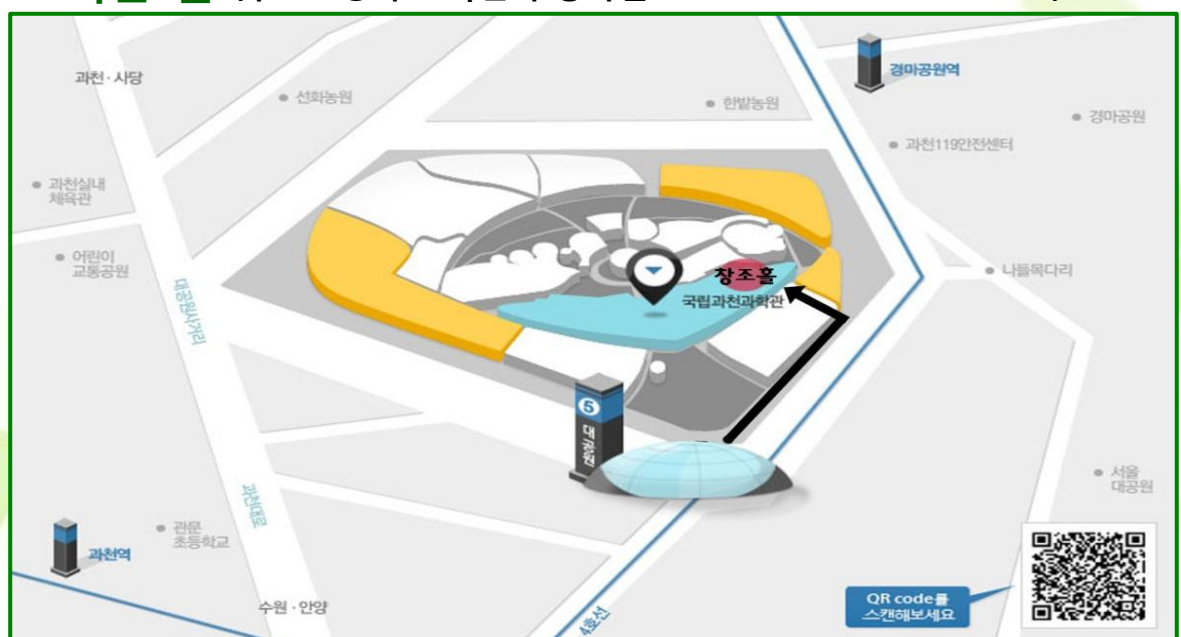 과천 · 사당
선화농원
한발농원
경마공원역
경마공원
과천119안전센터
과천실내
체육관
어린이
교통공원
나들목다리
창조홀
국립과천과학관
대공원사거리
5
대공원
서울
대공원
과천대로
관문
초등학교
과천역
수원 · 안양
4호선
QR code를
스캔해보세요